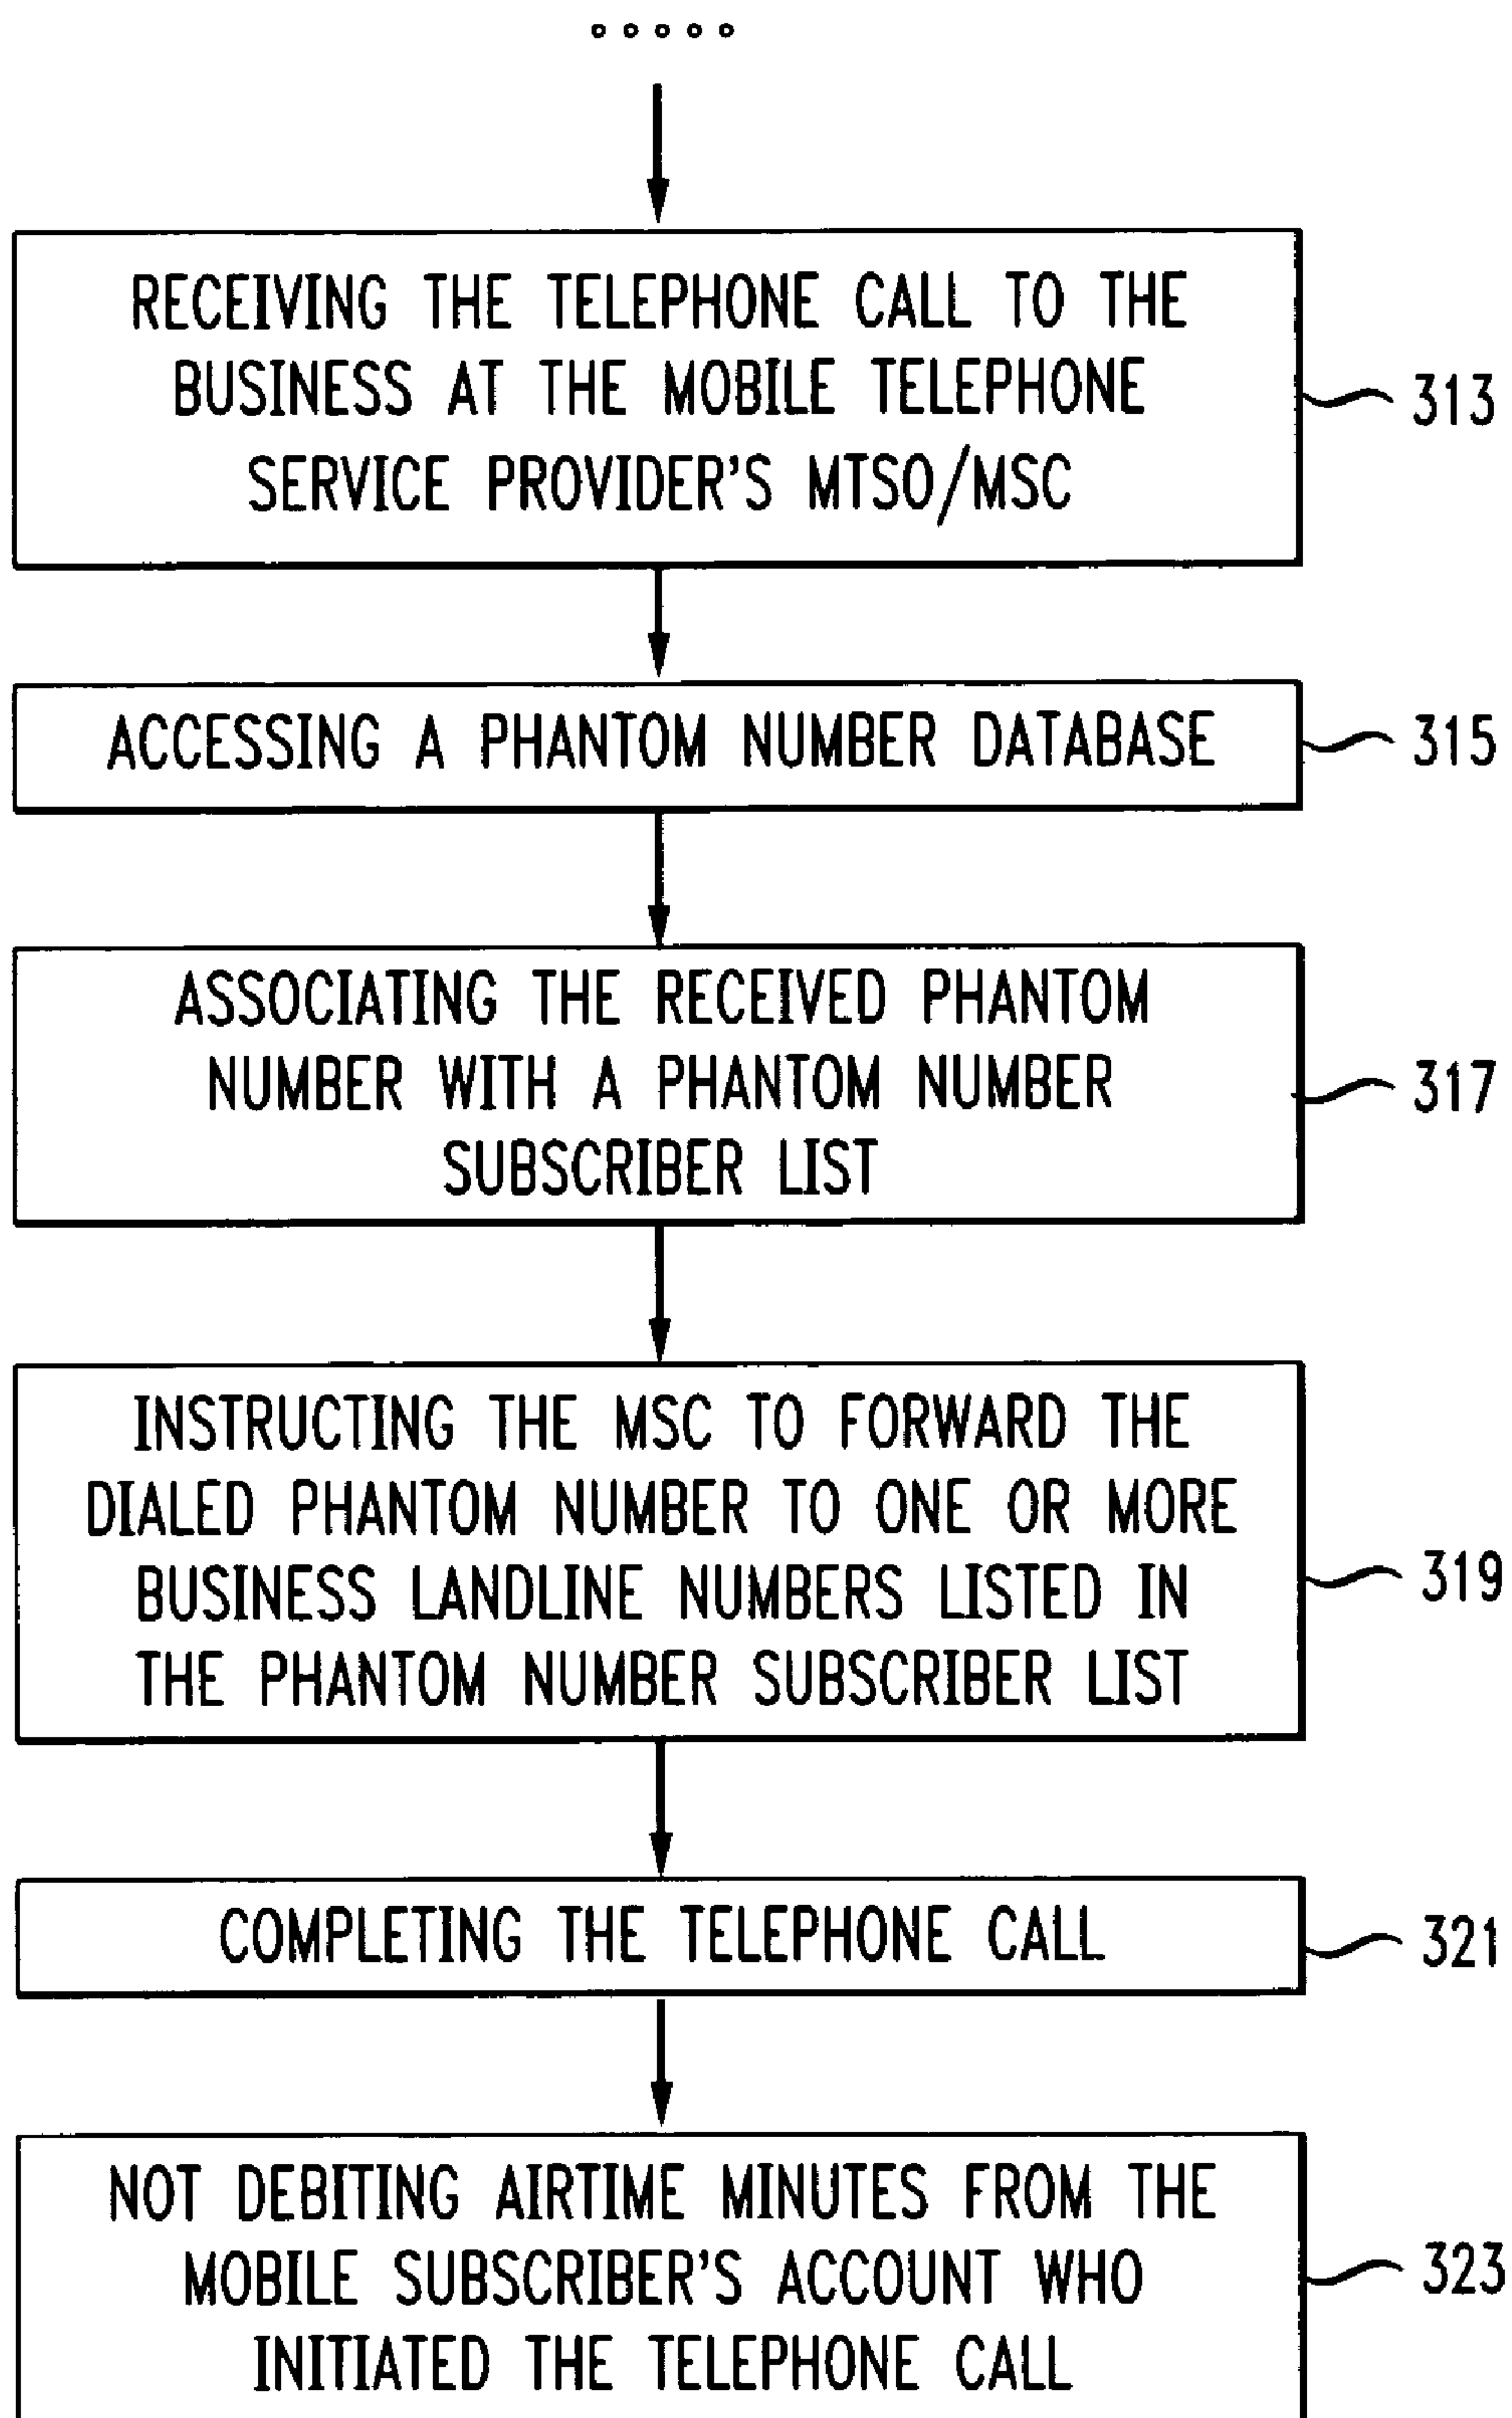 RECEIVING THE TELEPHONE CALL TO THE
BUSINESS AT THE MOBILE TELEPHONE
SERVICE PROVIDER'S MTSO/MSC
313
ACCESSING A PHANTOM NUMBER DATABASE
315
ASSOCIATING THE RECEIVED PHANTOM
NUMBER WITH A PHANTOM NUMBER
SUBSCRIBER LIST
317
INSTRUCTING THE MSC TO FORWARD THE
DIALED PHANTOM NUMBER TO ONE OR MORE
BUSINESS LANDLINE NUMBERS LISTED IN
THE PHANTOM NUMBER SUBSCRIBER LIST
319
COMPLETING THE TELEPHONE CALL
321
NOT DEBITING AIRTIME MINUTES FROM THE
MOBILE SUBSCRIBER'S ACCOUNT WHO
INITIATED THE TELEPHONE CALL
323